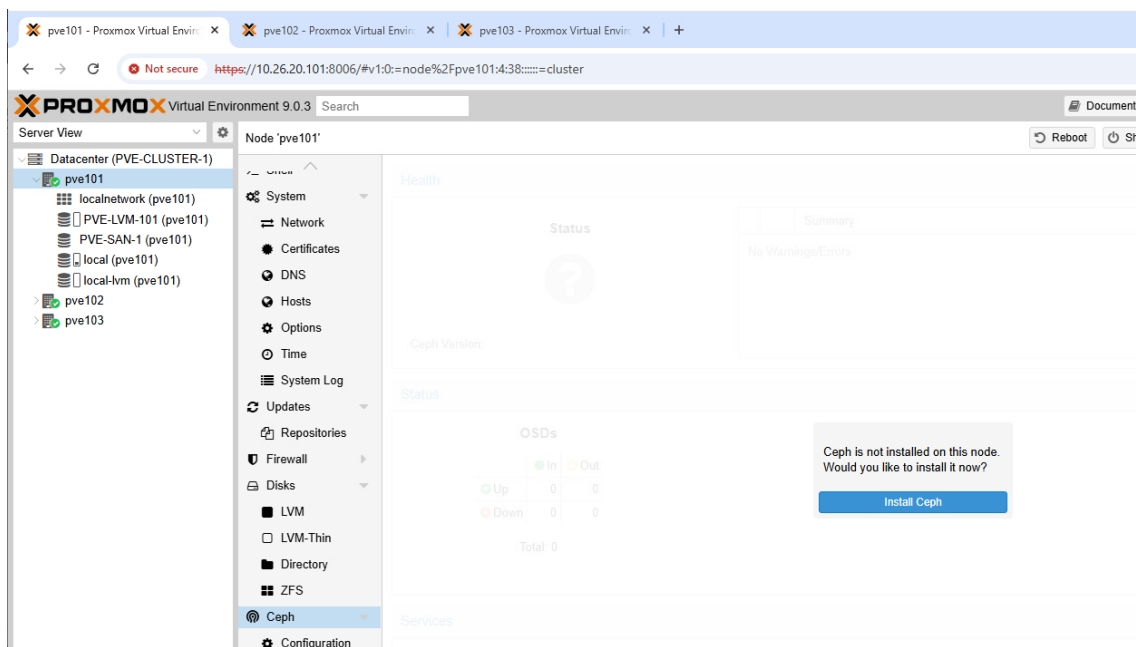 pve101 - Proxmox Virtual Enviro
pve102 - Proxmox Virtual Enviro
pve103 - Proxmox Virtual Enviro
Not secure https://10.26.20.101:8006/#v1:0:=node%2Fpve101:4:38::::::=cluster
PROXMOX Virtual Environment 9.0.3 Search
Document
Server View
Node 'pve101'
Reboot
Sh
Datacenter (PVE-CLUSTER-1)
pve101
localnetwork (pve101)
PVE-LVM-101 (pve101)
PVE-SAN-1 (pve101)
local (pve101)
local-lvm (pve101)
pve102
pve103
Shell
System
Network
Certificates
DNS
Hosts
Options
Time
System Log
Updates
Repositories
Firewall
Disks
LVM
LVM-Thin
Directory
ZFS
Ceph
Configuration
Health
Status
Summary
No Warnings/Errors
Ceph Version:
Status
OSDs
In Out
Up 0 0
Down 0 0
Total: 0
Ceph is not installed on this node.
Would you like to install it now?
Install Ceph
Services